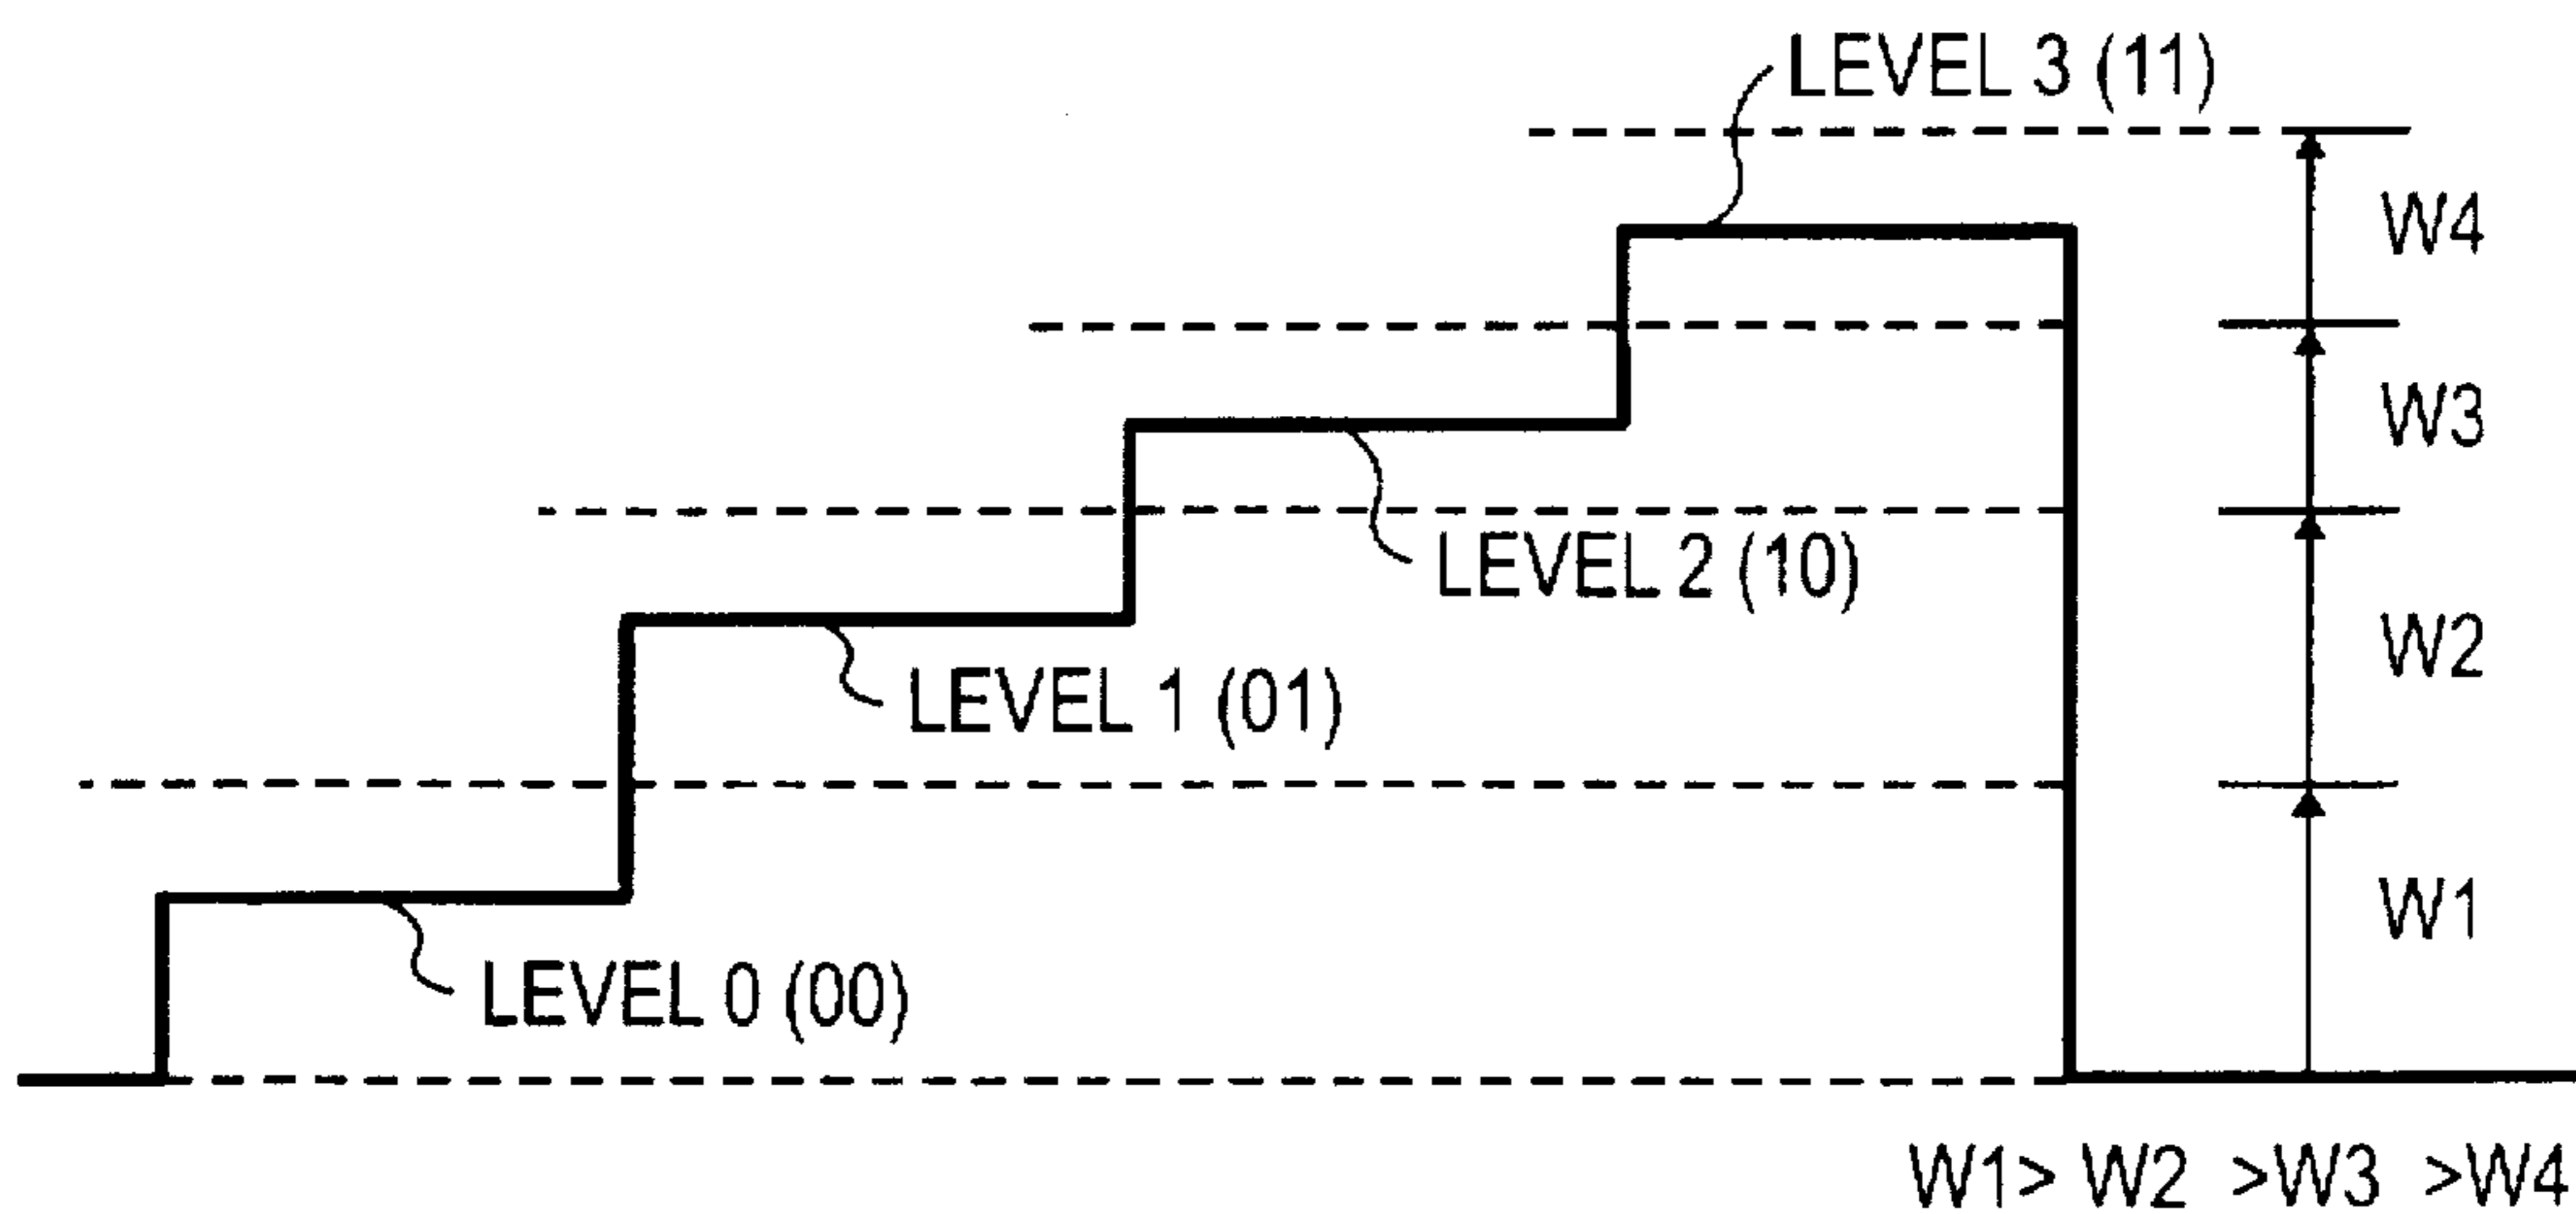 LEVEL 3 (11)
W4
W3
LEVEL 2 (10)
W2
LEVEL 1 (01)
W1
LEVEL 0 (00)
W1> W2 >W3 >W4